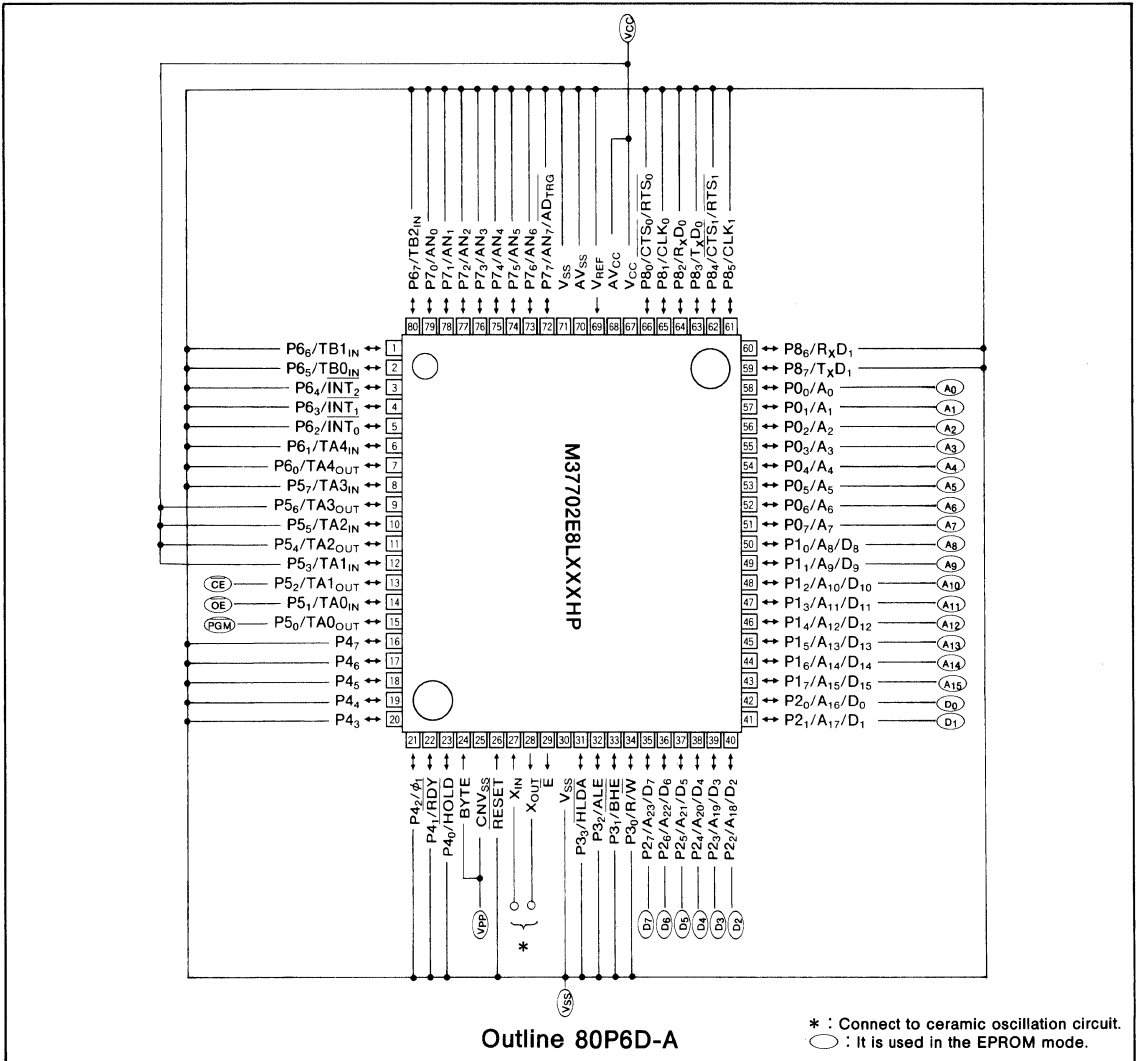 VCC
P67/TB2IN
P70/AN0
P71/AN1
P72/AN2
P73/AN3
P74/AN4
P75/AN5
P76/AN6
P77/AN7/ADTRG
VSS
AVSS
VREF
AVCC
VCC
P80/CTS0/RTS0
P81/CLK0
P82/RXD0
P83/TXD0
P84/CTS1/RTS1
P85/CLK1
80 79 78 77 76 75 74 73 72 71 70 69 68 67 66 65 64 63 62 61
P66/TB1IN 1
P65/TB0IN 2
P64/INT2 3
P63/INT1 4
P62/INT0 5
P61/TA4IN 6
P60/TA4OUT 7
P57/TA3IN 8
P56/TA3OUT 9
P55/TA2IN 10
P54/TA2OUT 11
P53/TA1IN 12
CE P52/TA1OUT 13
OE P51/TA0IN 14
PGM P50/TA0OUT 15
P47 16
P46 17
P45 18
P44 19
P43 20
M37702E8LXXXHP
60 P86/RXD1
59 P87/TXD1
58 P00/A0 A0
57 P01/A1 A1
56 P02/A2 A2
55 P03/A3 A3
54 P04/A4 A4
53 P05/A5 A5
52 P06/A6 A6
51 P07/A7 A7
50 P10/A8/D8 A8
49 P11/A9/D9 A9
48 P12/A10/D10 A10
47 P13/A11/D11 A11
46 P14/A12/D12 A12
45 P15/A13/D13 A13
44 P16/A14/D14 A14
43 P17/A15/D15 A15
42 P20/A16/D0 D0
41 P21/A17/D1 D1
21 22 23 24 25 26 27 28 29 30 31 32 33 34 35 36 37 38 39 40
P42/ϕ1
P41/RDY
P40/HOLD
BYTE
CNVSS
RESET
XIN
XOUT
E
VSS
P33/HLDA
P32/ALE
P31/BHE
P30/R/W
P27/A23/D7
P26/A22/D6
P25/A21/D5
P24/A20/D4
P23/A19/D3
P22/A18/D2
VPP
*
D7
D6
D5
D4
D3
D2
VSS
Outline 80P6D-A
* : Connect to ceramic oscillation circuit.
: It is used in the EPROM mode.